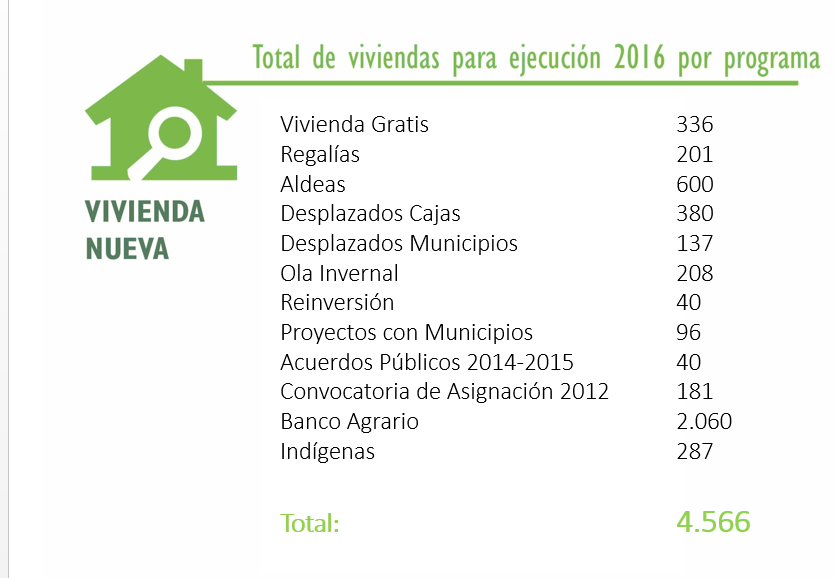 Total de viviendas para ejecución 2016 por programa
VIVIENDA
NUEVA
Vivienda Gratis 336
Regalías 201
Aldeas 600
Desplazados Cajas 380
Desplazados Municipios 137
Ola Invernal 208
Reinversión 40
Proyectos con Municipios 96
Acuerdos Públicos 2014-2015 40
Convocatoria de Asignación 2012 181
Banco Agrario 2.060
Indígenas 287
Total: 4.566